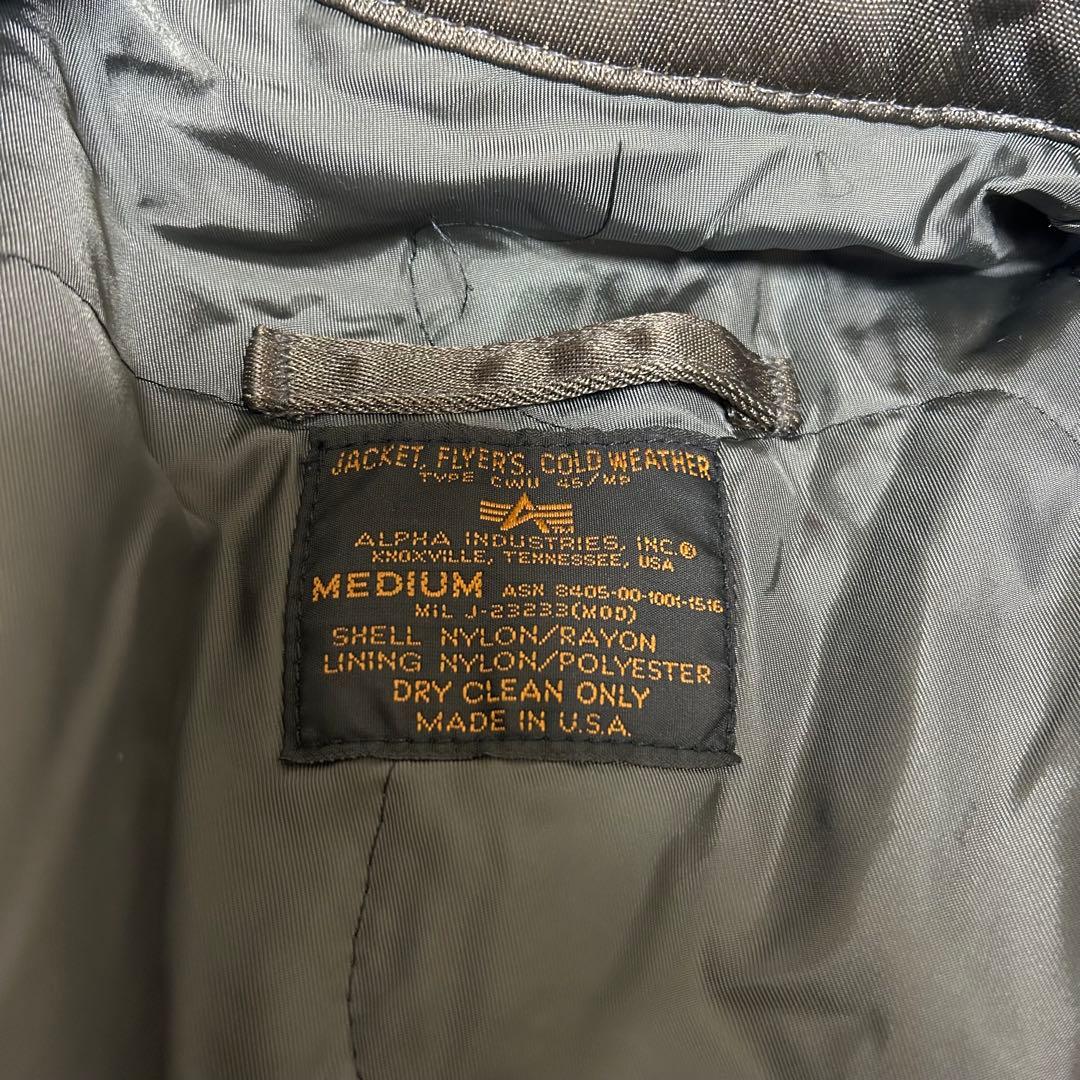 JACKET, FLYER'S, COLD WEATHER
TYPE CWU 45/MP
TM
ALPHA INDUSTRIES, INC.®
KNOXVILLE, TENNESSEE, USA
MEDIUM ASN 8405-00-1001-1516
MIL J-23233(MOD)
SHELL NYLON/RAYON
LINING NYLON/POLYESTER
DRY CLEAN ONLY
MADE IN U.S.A.